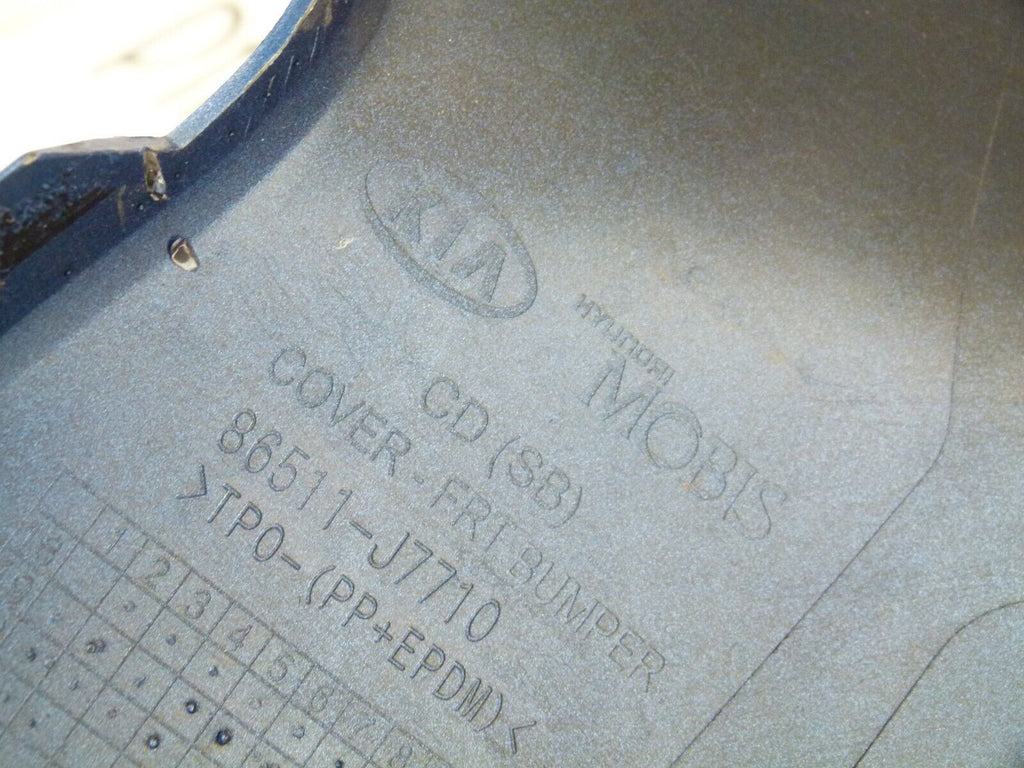 KIA
HYUNDAI
MOBIS
CD (SB)
COVER - FRT BUMPER
86511-J7710
>TPO-(PP+EPDM)<
1 2 3 4 5 6 7 8